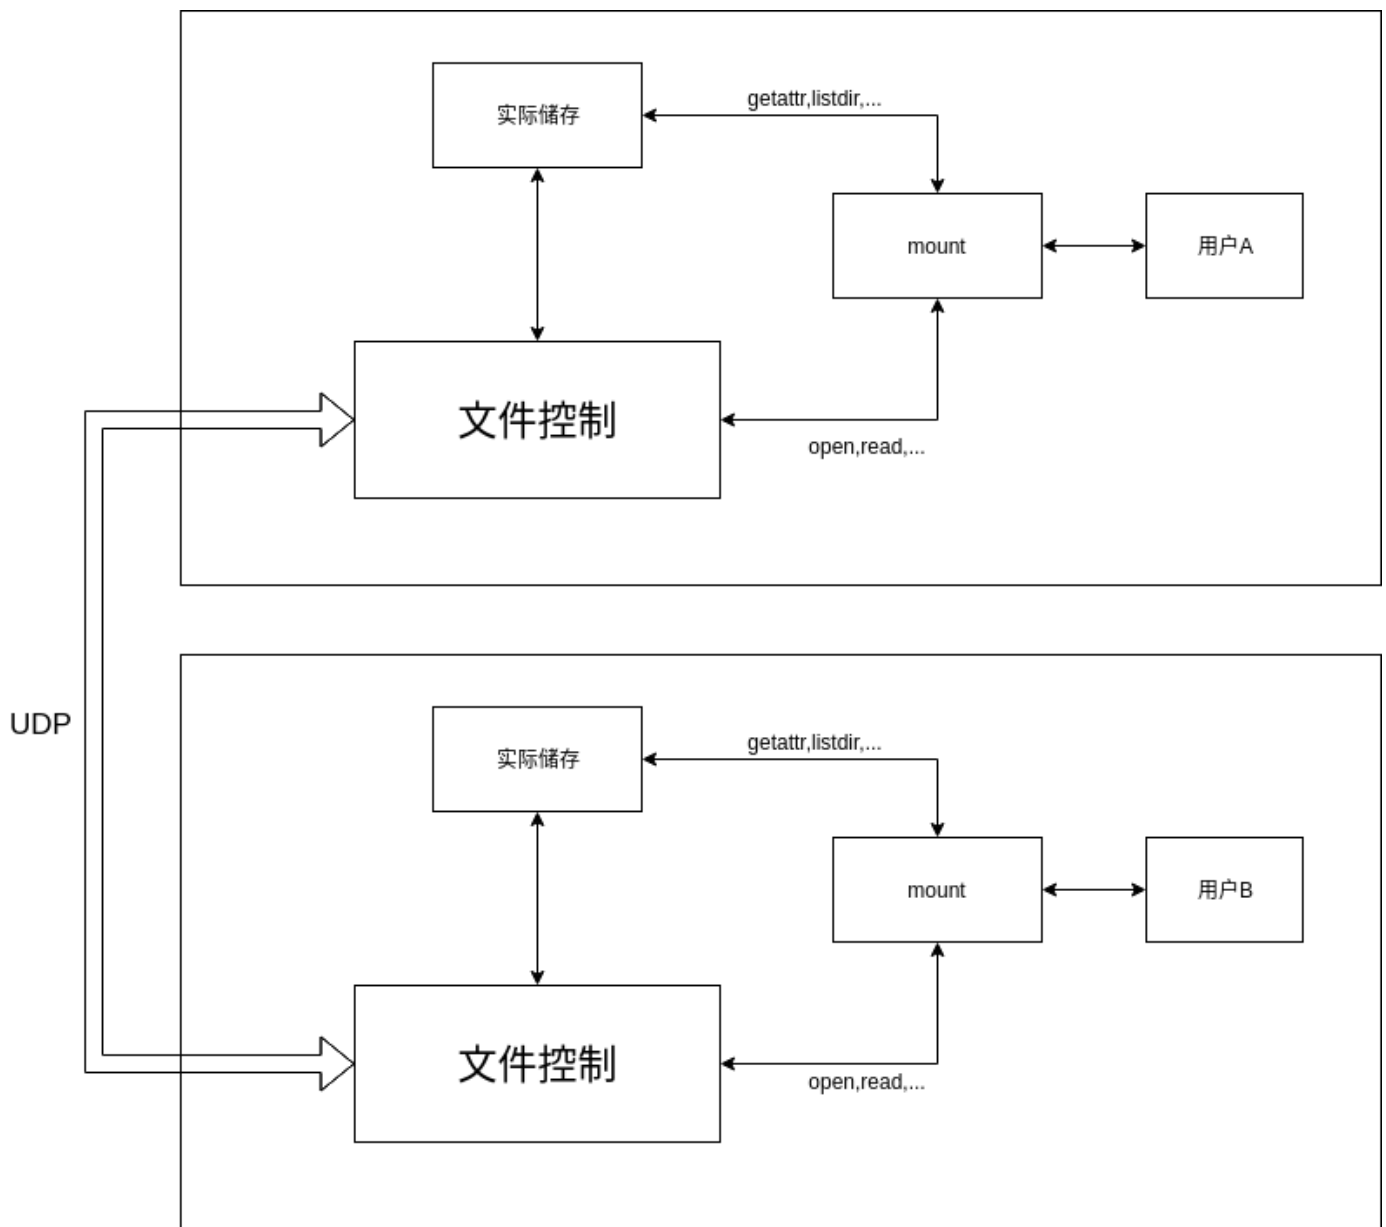 getattr,listdir,...
实际储存
mount
用户A
文件控制
open,read,...
UDP
getattr,listdir,...
实际储存
mount
用户B
文件控制
open,read,...